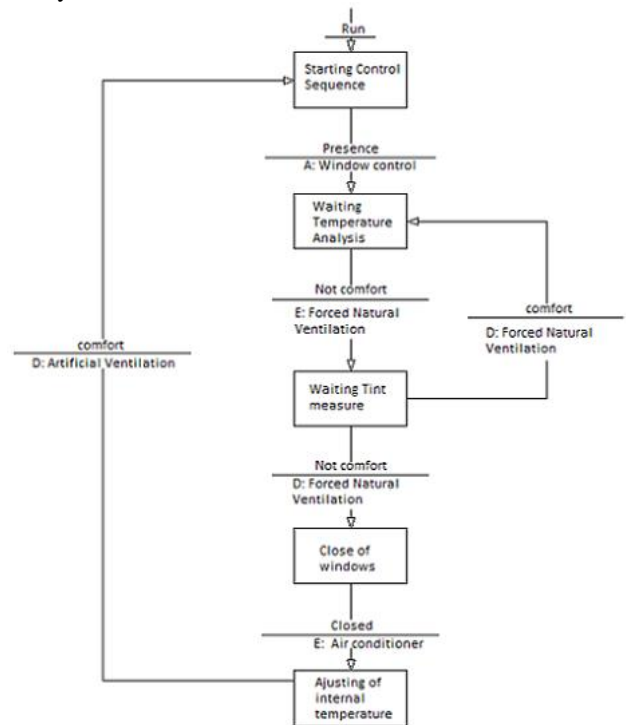 Run
Starting Control
Sequence
Presence
A: Window control
Waiting
Temperature
Analysis
Not comfort
E: Forced Natural
Ventilation
comfort
D: Forced Natural
Ventilation
comfort
D: Artificial Ventilation
Waiting Tint
measure
Not comfort
D: Forced Natural
Ventilation
Close of
windows
Closed
E: Air conditioner
Ajusting of
internal
temperature